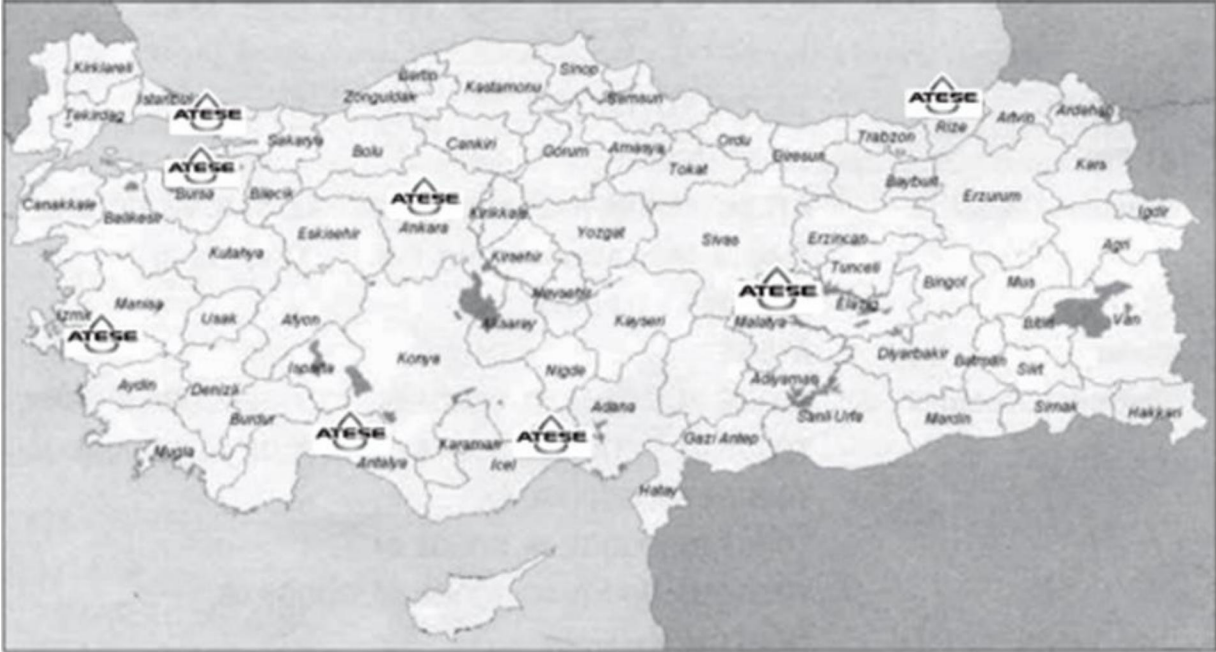 Kirklareli
Tekirdag
Istanbul
ATESE
Bartin
Zonguldak
Kastamonu
Sinop
Samsun
ATESE
Rize
Artvin
Ardahan
Sakarya
Bolu
Cankiri
Gorum
Amasya
Tokat
Ordu
Giresun
Trabzon
Kars
ATESE
Bursa
Bilecik
Canakkale
Balikesir
ATESE
Ankara
Kirikkale
Baybutt
Erzurum
Igdir
Kutahya
Eskisehir
Kirsehir
Yozgat
Sivas
Erzincan
Agri
Manisa
Usak
Afyon
Nevsehir
Aksaray
Kayseri
ATESE
Malatya
Tunceli
Elazig
Bingol
Mus
Bitlis
Van
Izmir
ATESE
Isparta
Konya
Nigde
Diyarbakir
Batman
Siirt
Aydin
Denizli
Burdur
Adana
Adiyaman
Sanli Urfa
Mardin
Sirnak
Hakkari
Mugla
ATESE
Antalya
Karaman
ATESE
Icel
Gazi Antep
Hatay